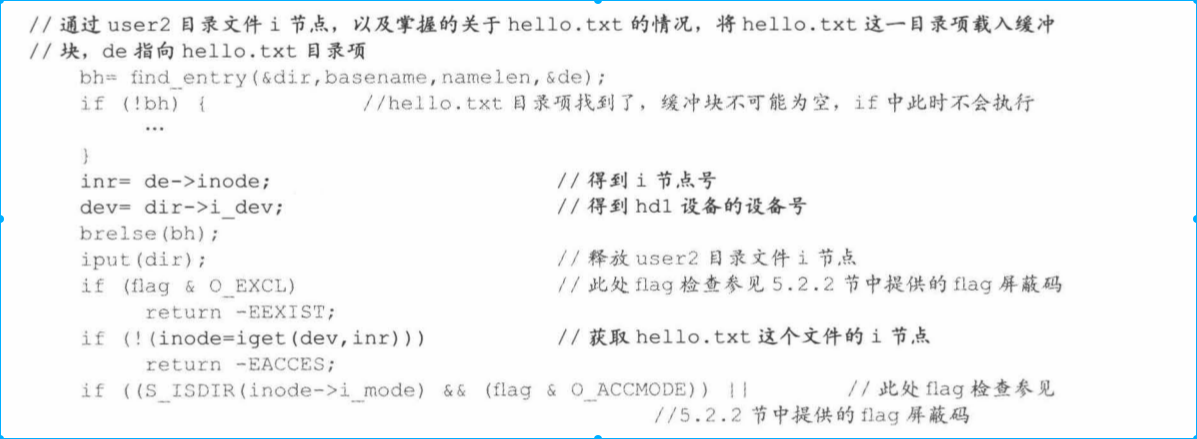 // 通过 user2 目录文件 i 节点，以及掌握的关于 hello.txt 的情况，将 hello.txt 这一目录项载入缓冲
// 块，de 指向 hello.txt 目录项
bh= find_entry(&dir,basename,namelen,&de);
if (!bh) { //hello.txt 目录项找到了，缓冲块不可能为空，if 中此时不会执行
…
}
inr= de->inode; // 得到 i 节点号
dev= dir->i_dev; // 得到 hd1 设备的设备号
brelse(bh);
iput(dir); // 释放 user2 目录文件 i 节点
if (flag & O_EXCL) // 此处 flag 检查参见 5.2.2 节中提供的 flag 屏蔽码
return -EEXIST;
if (!(inode=iget(dev,inr))) // 获取 hello.txt 这个文件的 i 节点
return -EACCES;
if ((S_ISDIR(inode->i_mode) && (flag & O_ACCMODE)) || // 此处 flag 检查参见
//5.2.2 节中提供的 flag 屏蔽码